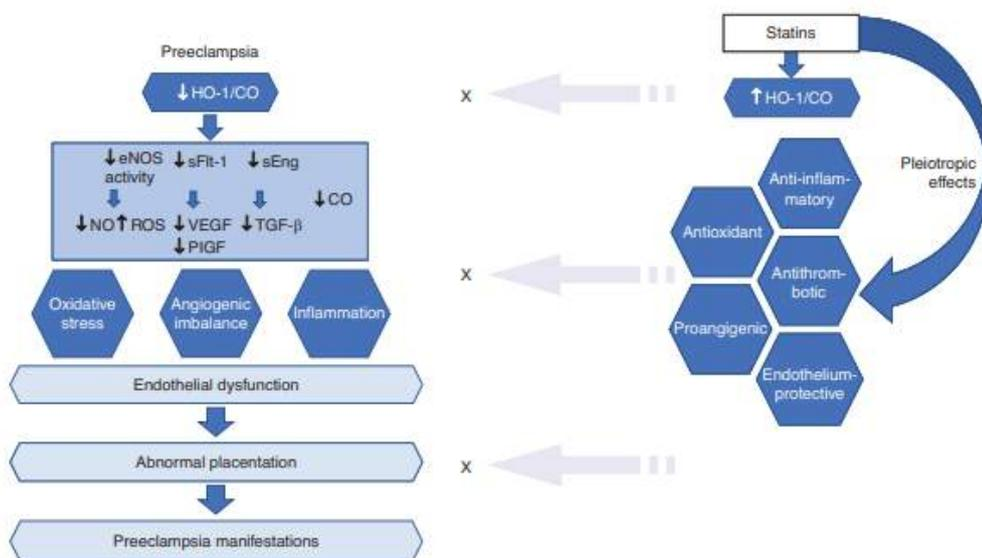 Preeclampsia
↓HO-1/CO
↓eNOS
activity
↓sFlt-1
↓sEng
↓CO
↓NO↑ROS
↓VEGF
↓PIGF
↓TGF-β
Oxidative
stress
Angiogenic
imbalance
Inflammation
Endothelial dysfunction
Abnormal placentation
Preeclampsia manifestations
x
x
x
Statins
↑HO-1/CO
Pleiotropic
effects
Anti-inflam-
matory
Antioxidant
Antithrom-
botic
Proangigenic
Endothelium-
protective